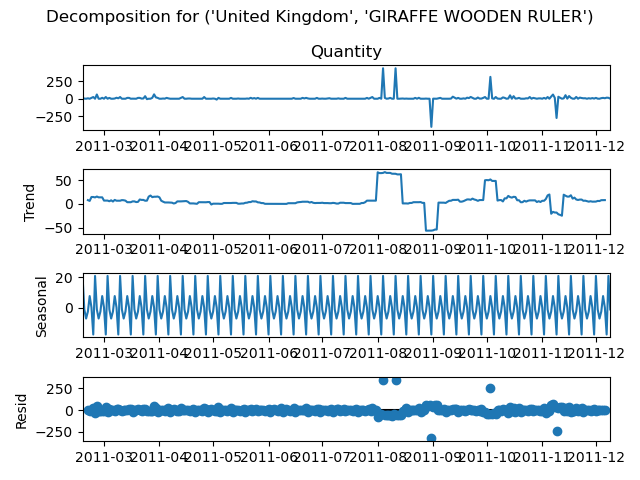 Decomposition for ('United Kingdom', 'GIRAFFE WOODEN RULER')
Quantity
250
0
−250
2011-03 2011-04 2011-05 2011-06 2011-07 2011-08 2011-09 2011-10 2011-11 2011-12
Trend
50
0
−50
2011-03 2011-04 2011-05 2011-06 2011-07 2011-08 2011-09 2011-10 2011-11 2011-12
Seasonal
20
0
2011-03 2011-04 2011-05 2011-06 2011-07 2011-08 2011-09 2011-10 2011-11 2011-12
Resid
250
0
−250
2011-03 2011-04 2011-05 2011-06 2011-07 2011-08 2011-09 2011-10 2011-11 2011-12